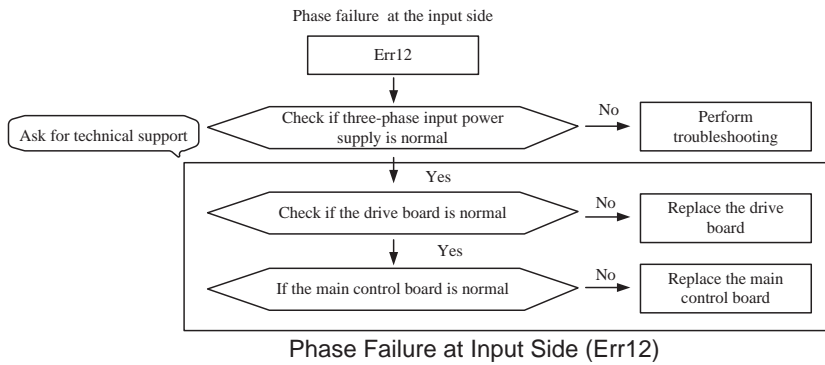 Phase failure at the input side
Err12
Check if three-phase input power
supply is normal
No
Perform
troubleshooting
Ask for technical support
Yes
Check if the drive board is normal
No
Replace the drive
board
Yes
If the main control board is normal
No
Replace the main
control board
Phase Failure at Input Side (Err12)